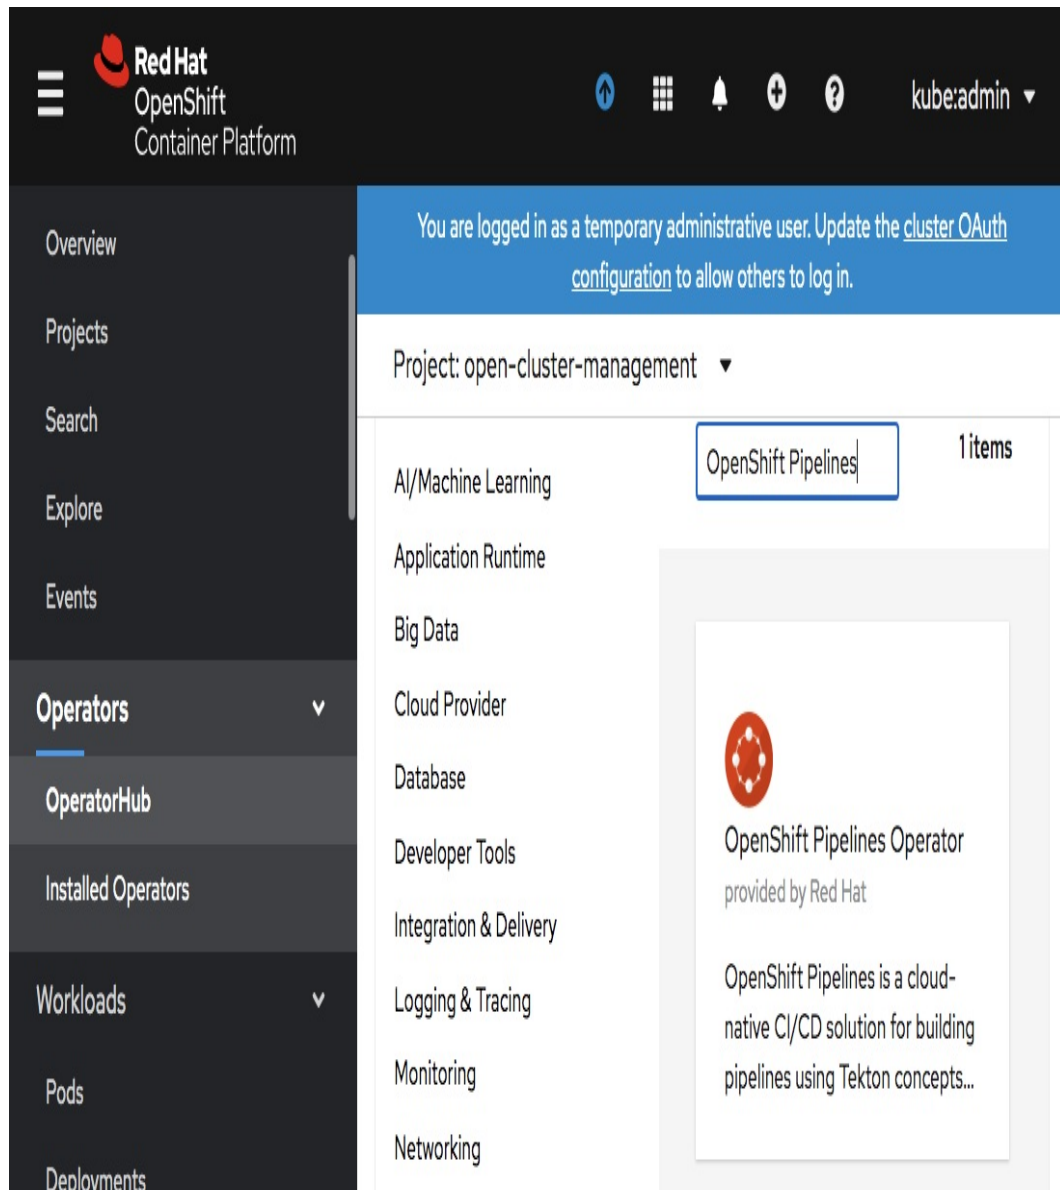 Red Hat
OpenShift
Container Platform
kube:admin
Overview
Projects
Search
Explore
Events
Operators
OperatorHub
Installed Operators
Workloads
Pods
Deployments
You are logged in as a temporary administrative user. Update the cluster OAuth
configuration to allow others to log in.
Project: open-cluster-management
AI/Machine Learning
Application Runtime
Big Data
Cloud Provider
Database
Developer Tools
Integration & Delivery
Logging & Tracing
Monitoring
Networking
OpenShift Pipelines
1 items
OpenShift Pipelines Operator
provided by Red Hat
OpenShift Pipelines is a cloud-
native CI/CD solution for building
pipelines using Tekton concepts...